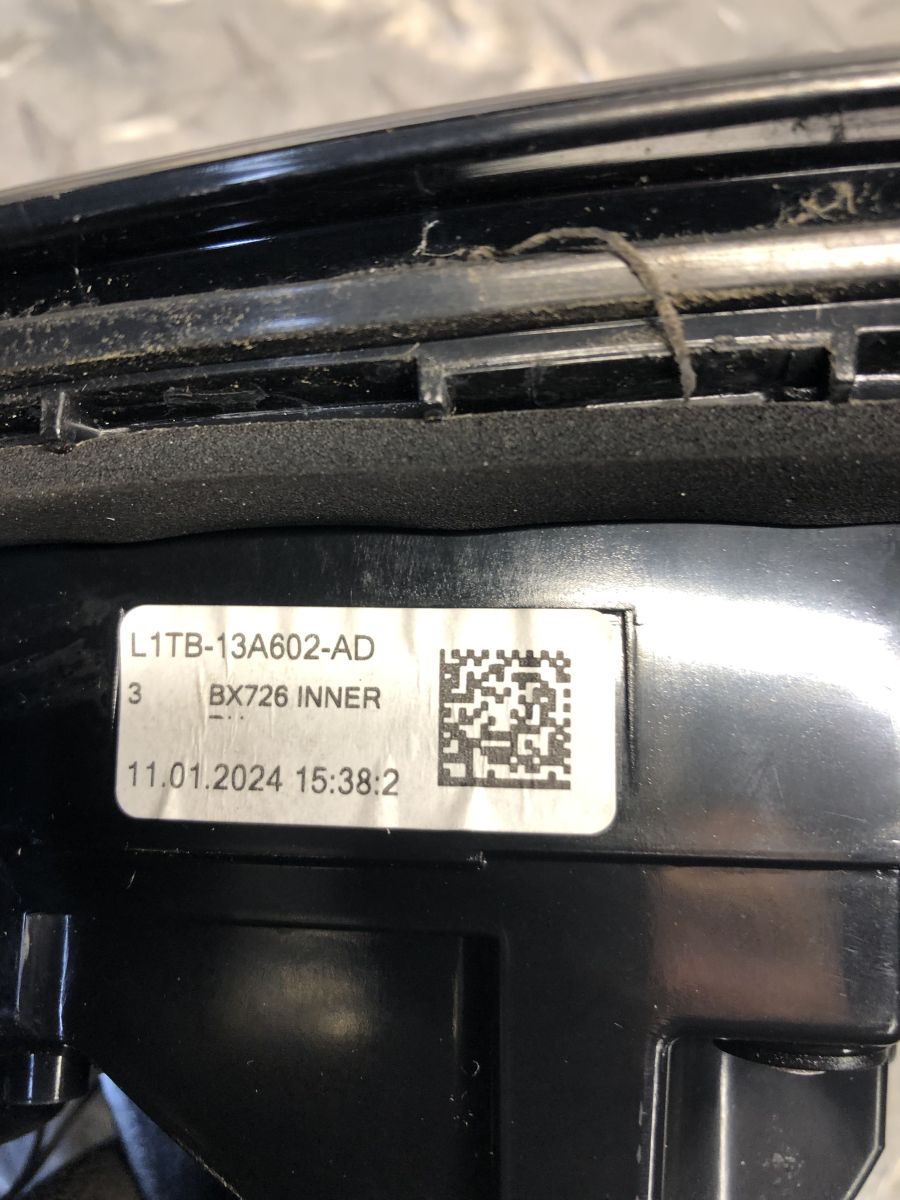 L1TB-13A602-AD
3 BX726 INNER
11.01.2024 15:38:2